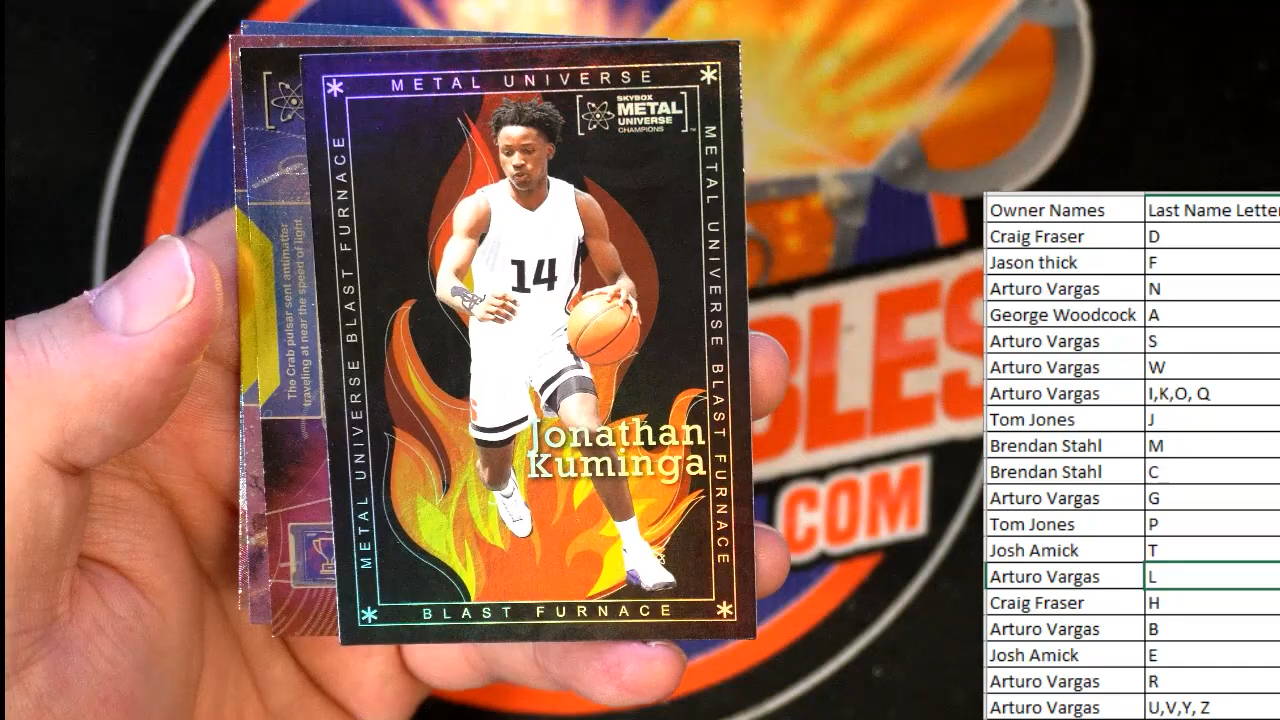 METAL UNIVERSE
SKYBOX
METAL
UNIVERSE
CHAMPIONS
METAL UNIVERSE BLAST FURNACE
METAL UNIVERSE BLAST FURNACE
14
Jonathan
Kuminga
BLAST FURNACE
The Crab pulsar sent antimatter
traveling at near the speed of light.
BLES
.COM
Owner Names Last Name Lette
Craig Fraser D
Jason thick F
Arturo Vargas N
George Woodcock A
Arturo Vargas S
Arturo Vargas W
Arturo Vargas I,K,O, Q
Tom Jones J
Brendan Stahl M
Brendan Stahl C
Arturo Vargas G
Tom Jones P
Josh Amick T
Arturo Vargas L
Craig Fraser H
Arturo Vargas B
Josh Amick E
Arturo Vargas R
Arturo Vargas U,V,Y, Z